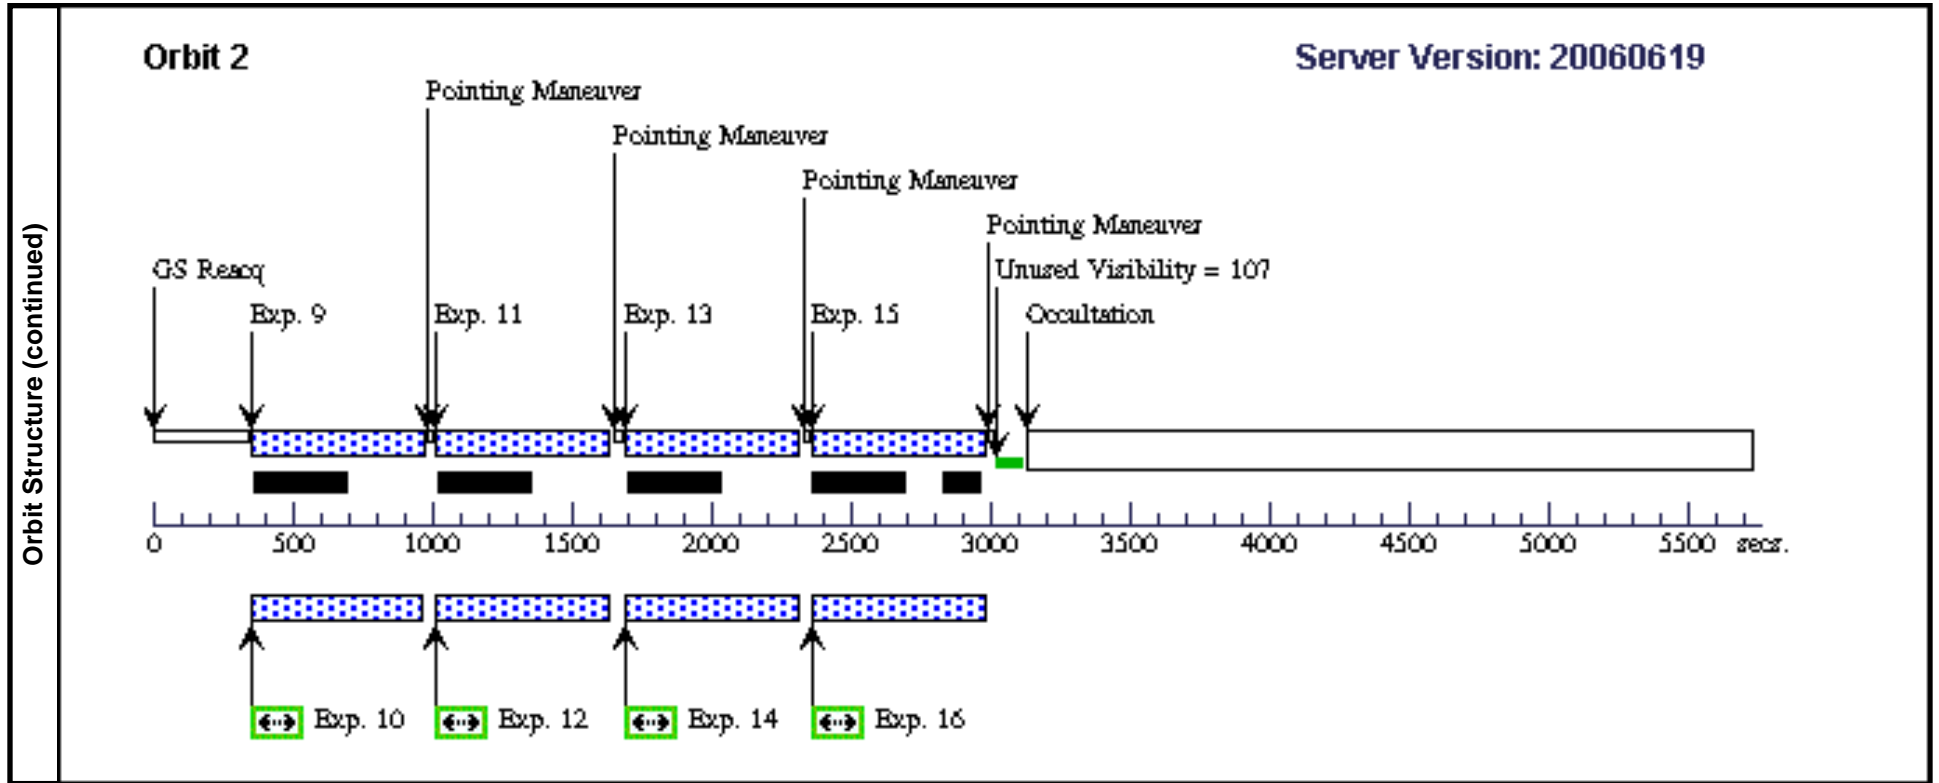 Orbit Structure (continued)
Orbit 2
Server Version: 20060619
Pointing Maneuver
Pointing Maneuver
Pointing Maneuver
Pointing Maneuver
GS Reacq
Unused Visibility = 107
Exp. 9
Exp. 11
Exp. 13
Exp. 15
Occultation
0 500 1000 1500 2000 2500 3000 3500 4000 4500 5000 5500 secs.
Exp. 10
Exp. 12
Exp. 14
Exp. 16